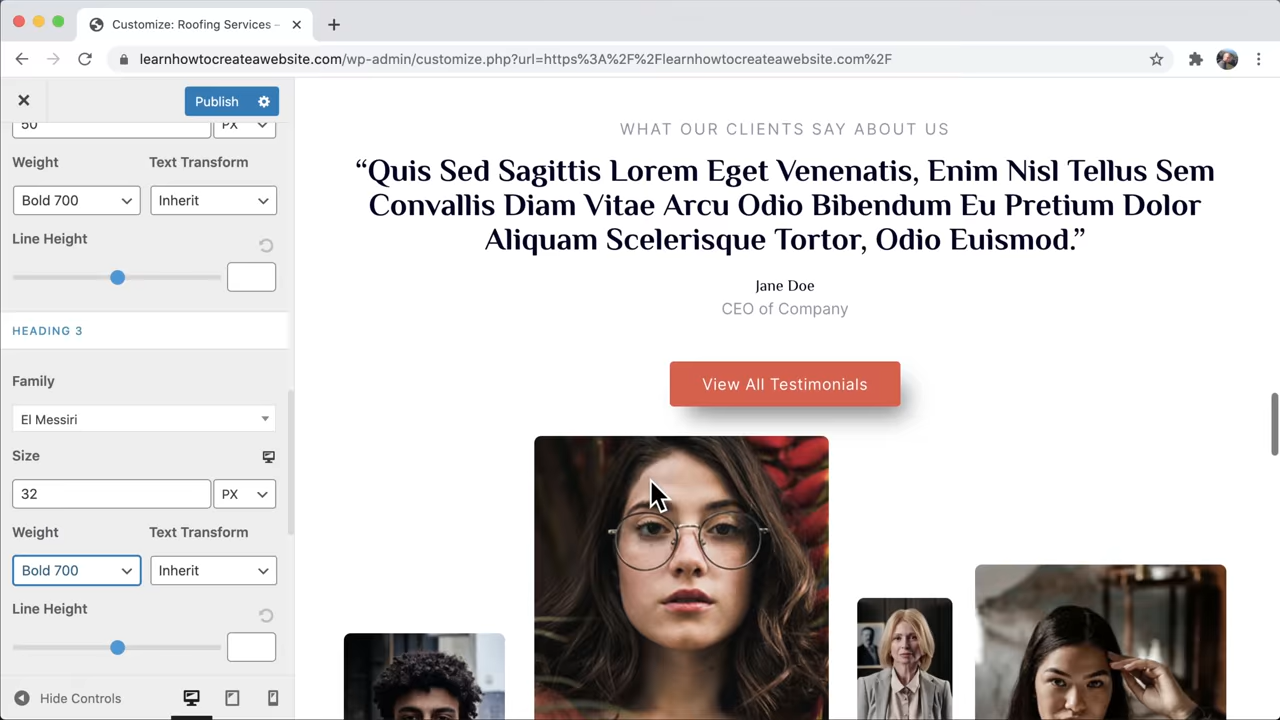 Customize: Roofing Services –
learnhowtocreateawebsite.com/wp-admin/customize.php?url=https%3A%2F%2Flearnhowtocreateawebsite.com%2F
Publish
50
PX
Weight
Text Transform
Bold 700
Inherit
Line Height
HEADING 3
Family
El Messiri
Size
32
PX
Weight
Text Transform
Bold 700
Inherit
Line Height
Hide Controls
WHAT OUR CLIENTS SAY ABOUT US
“Quis Sed Sagittis Lorem Eget Venenatis, Enim Nisl Tellus Sem
Convallis Diam Vitae Arcu Odio Bibendum Eu Pretium Dolor
Aliquam Scelerisque Tortor, Odio Euismod.”
Jane Doe
CEO of Company
View All Testimonials